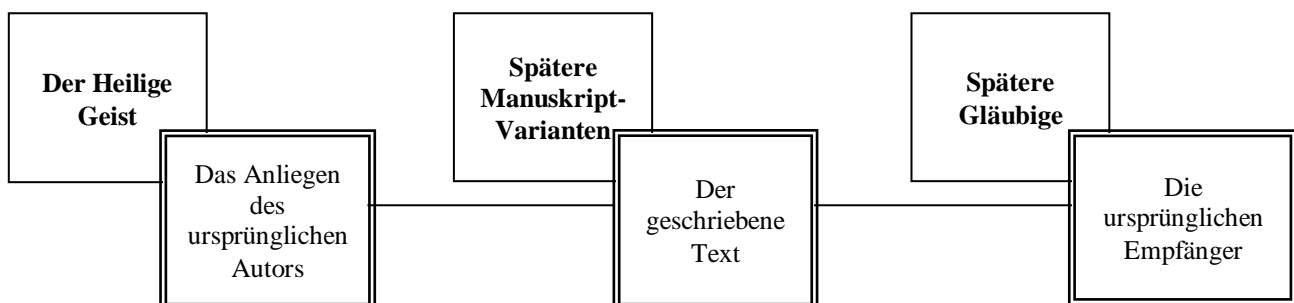 Der Heilige
Geist
Das Anliegen
des
ursprünglichen
Autors
Spätere
Manuskript-
Varianten
Der
geschriebene
Text
Spätere
Gläubige
Die
ursprünglichen
Empfänger